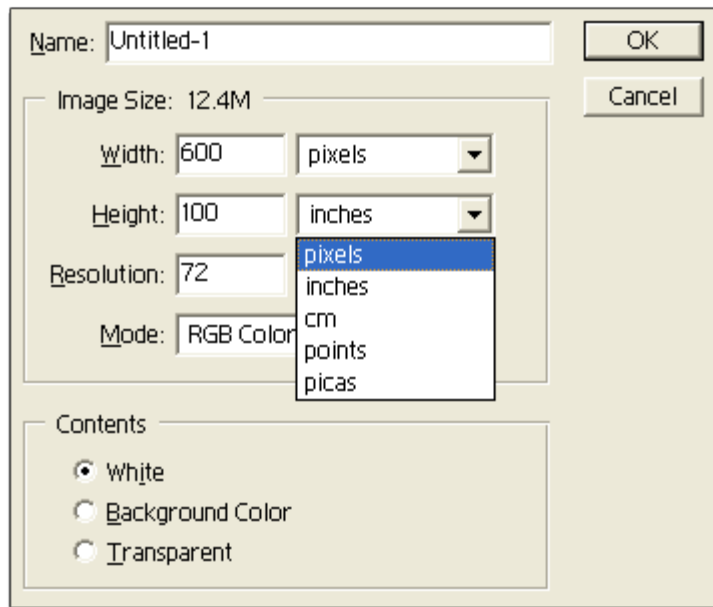 Name: Untitled-1 OK
Image Size: 12.4M Cancel
Width: 600 pixels
Height: 100 inches
pixels
Resolution: 72
inches
cm
Mode: RGB Color
points
picas
Contents
White
Background Color
Transparent